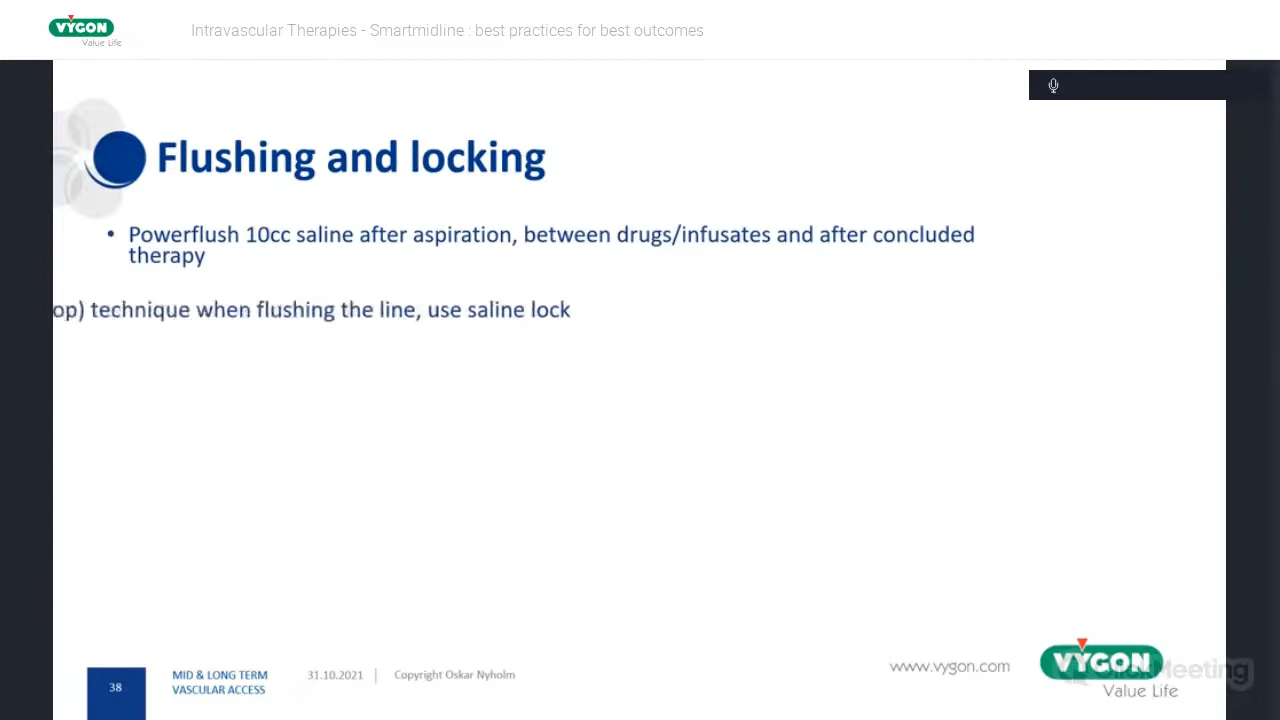 VYGON
Value Life
Intravascular Therapies - Smartmidline : best practices for best outcomes
Flushing and locking
• Powerflush 10cc saline after aspiration, between drugs/infusates and after concluded
therapy
op) technique when flushing the line, use saline lock
38
MID & LONG TERM
VASCULAR ACCESS
31.10.2021
Copyright Oskar Nyholm
www.vygon.com
VYGON
Value Life
ClickMeeting